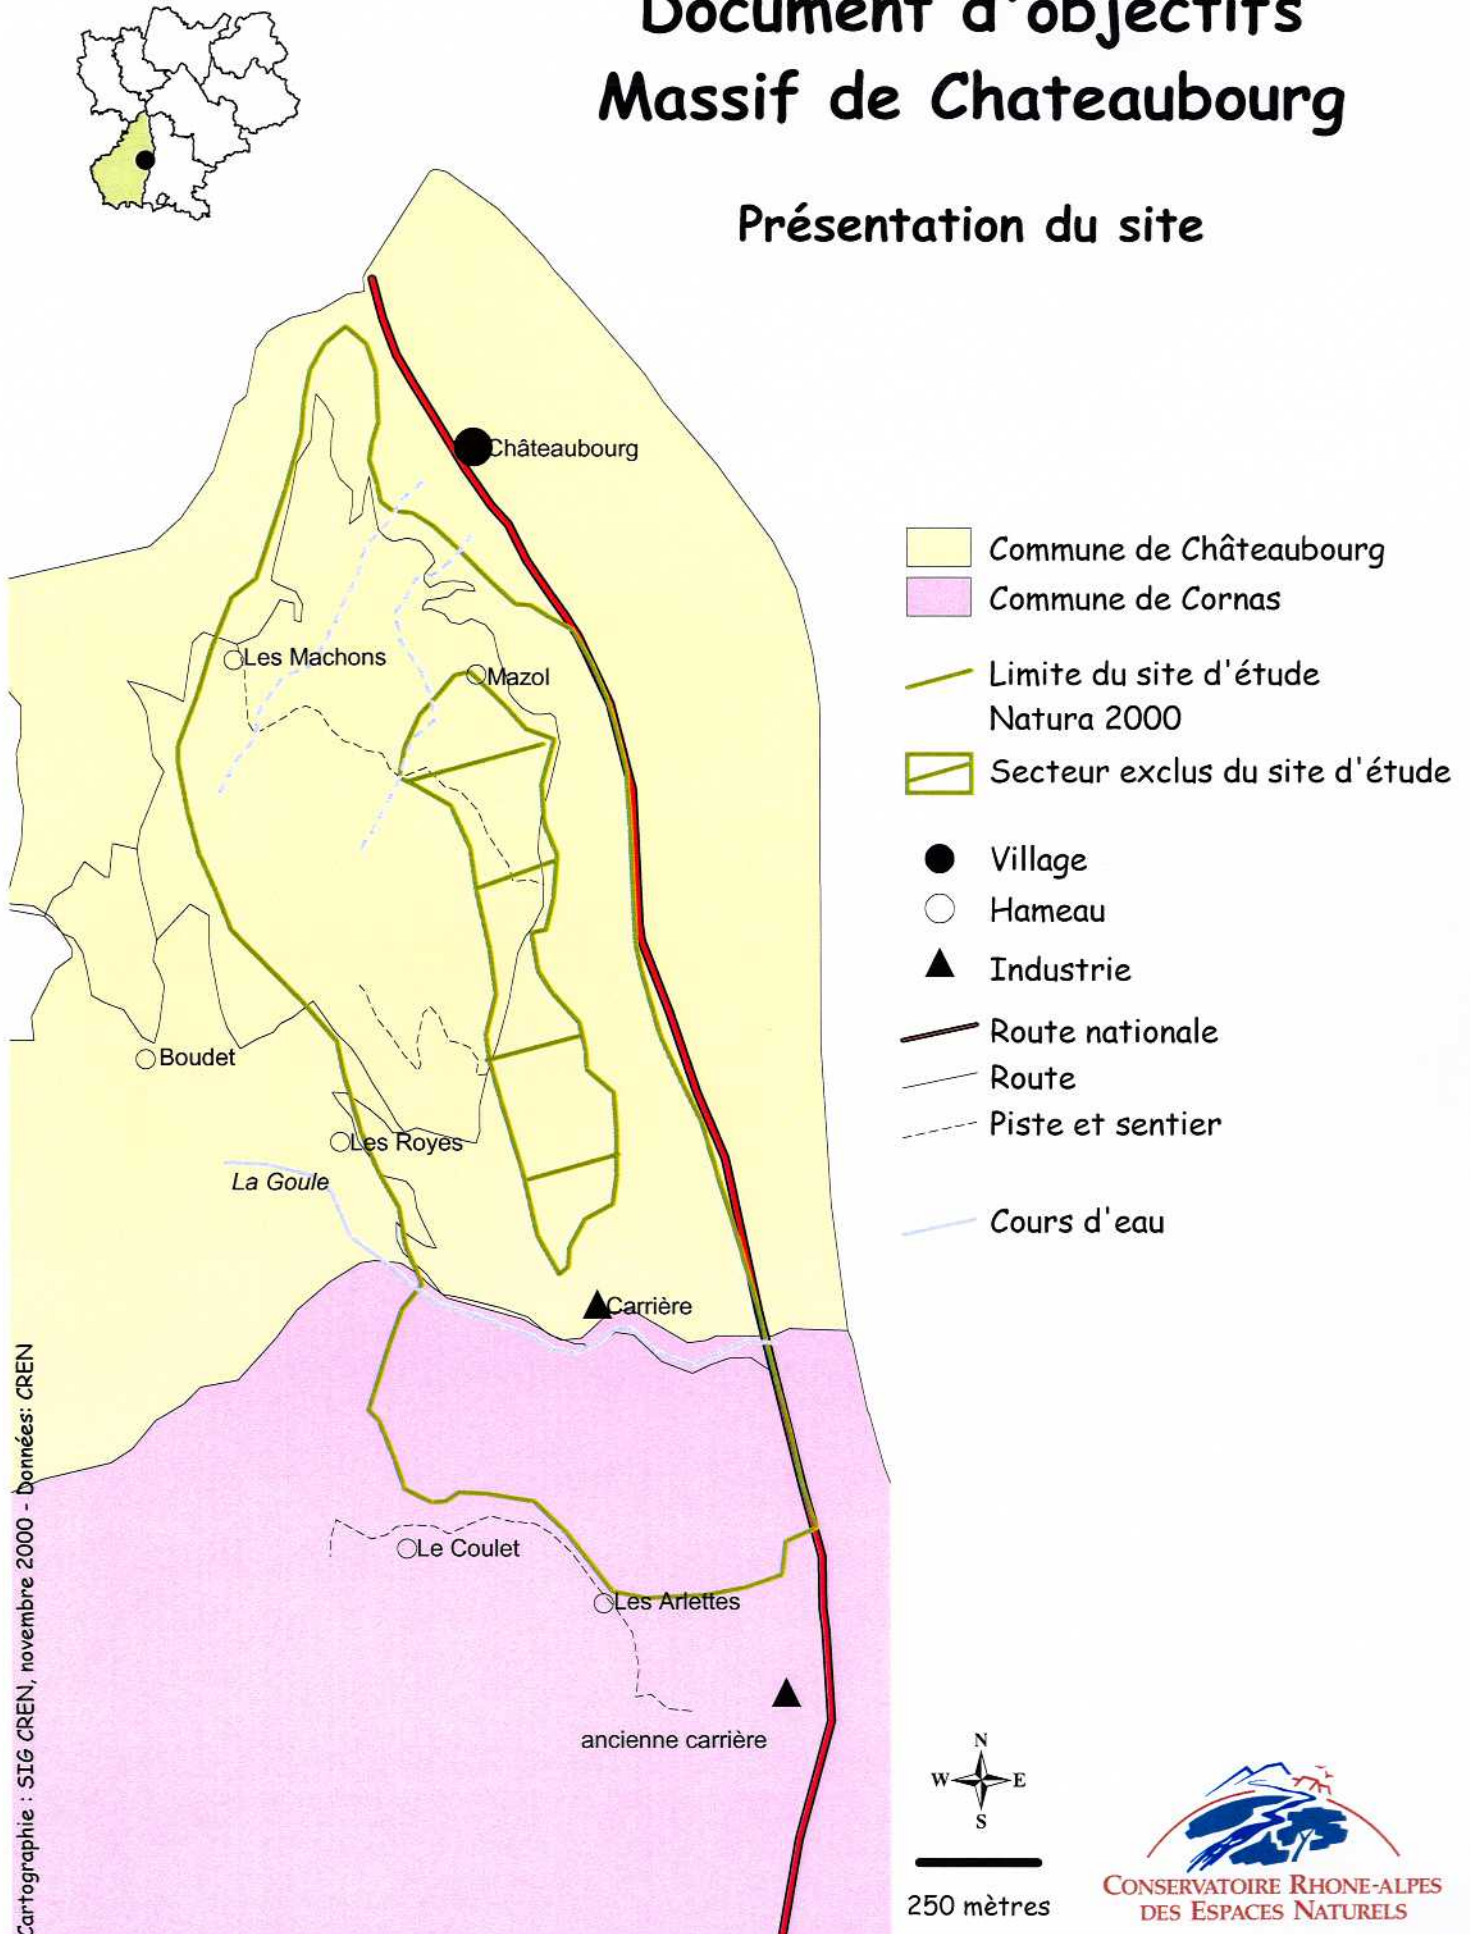 Document d'objectifs
Massif de Chateaubourg
Présentation du site
Châteaubourg
Commune de Châteaubourg
Commune de Cornas
Les Machons
Mazol
Limite du site d'étude
Natura 2000
Secteur exclus du site d'étude
Village
Hameau
Industrie
Route nationale
Boudet
Route
Piste et sentier
Les Royes
La Goule
Cours d'eau
Carrière
Le Coulet
Les Arlettes
ancienne carrière
Cartographie : SIG CREN, novembre 2000 - Données: CREN
N
W
E
S
250 mètres
CONSERVATOIRE RHONE-ALPES
DES ESPACES NATURELS